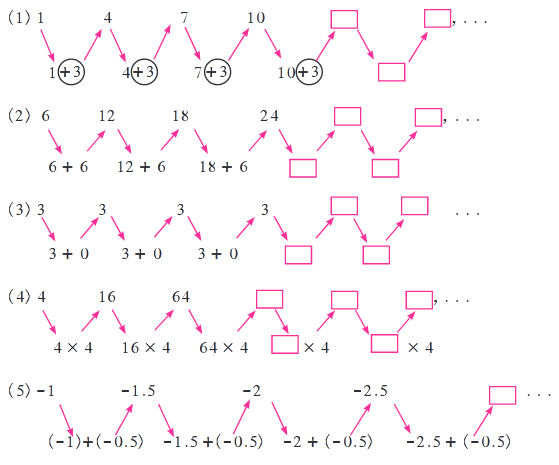 (1) 1 4 7 10 , ...
1+3 4+3 7+3 10+3
(2) 6 12 18 24 , ...
6 + 6 12 + 6 18 + 6
(3) 3 3 3 3 ...
3 + 0 3 + 0 3 + 0
(4) 4 16 64 , ...
4 × 4 16 × 4 64 × 4 × 4 × 4
(5) -1 -1.5 -2 -2.5 ...
(-1)+(-0.5) -1.5+(-0.5) -2 + (-0.5) -2.5 + (-0.5)